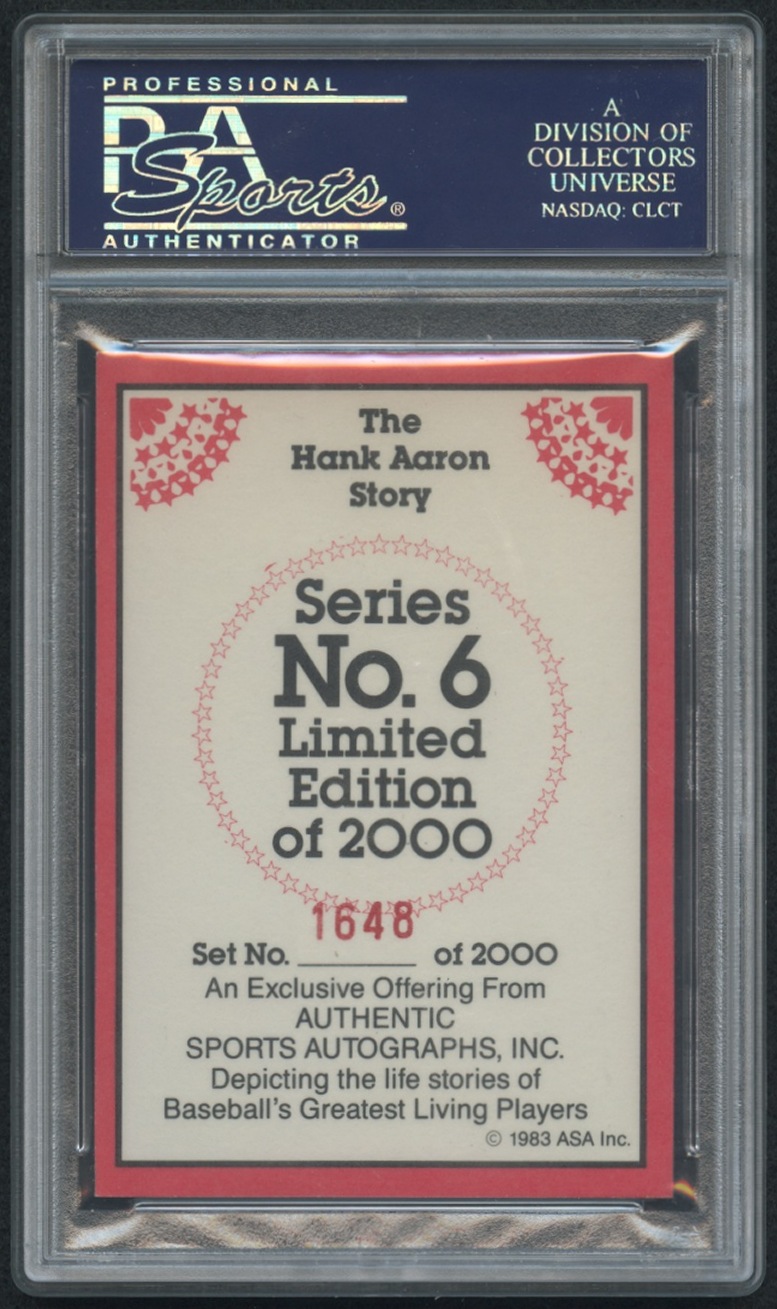 PROFESSIONAL
PSA
Sports®
AUTHENTICATOR
A
DIVISION OF
COLLECTORS
UNIVERSE
NASDAQ: CLCT
The
Hank Aaron
Story
Series
No. 6
Limited
Edition
of 2000
1648
Set No. ________ of 2000
An Exclusive Offering From
AUTHENTIC
SPORTS AUTOGRAPHS, INC.
Depicting the life stories of
Baseball's Greatest Living Players
© 1983 ASA Inc.